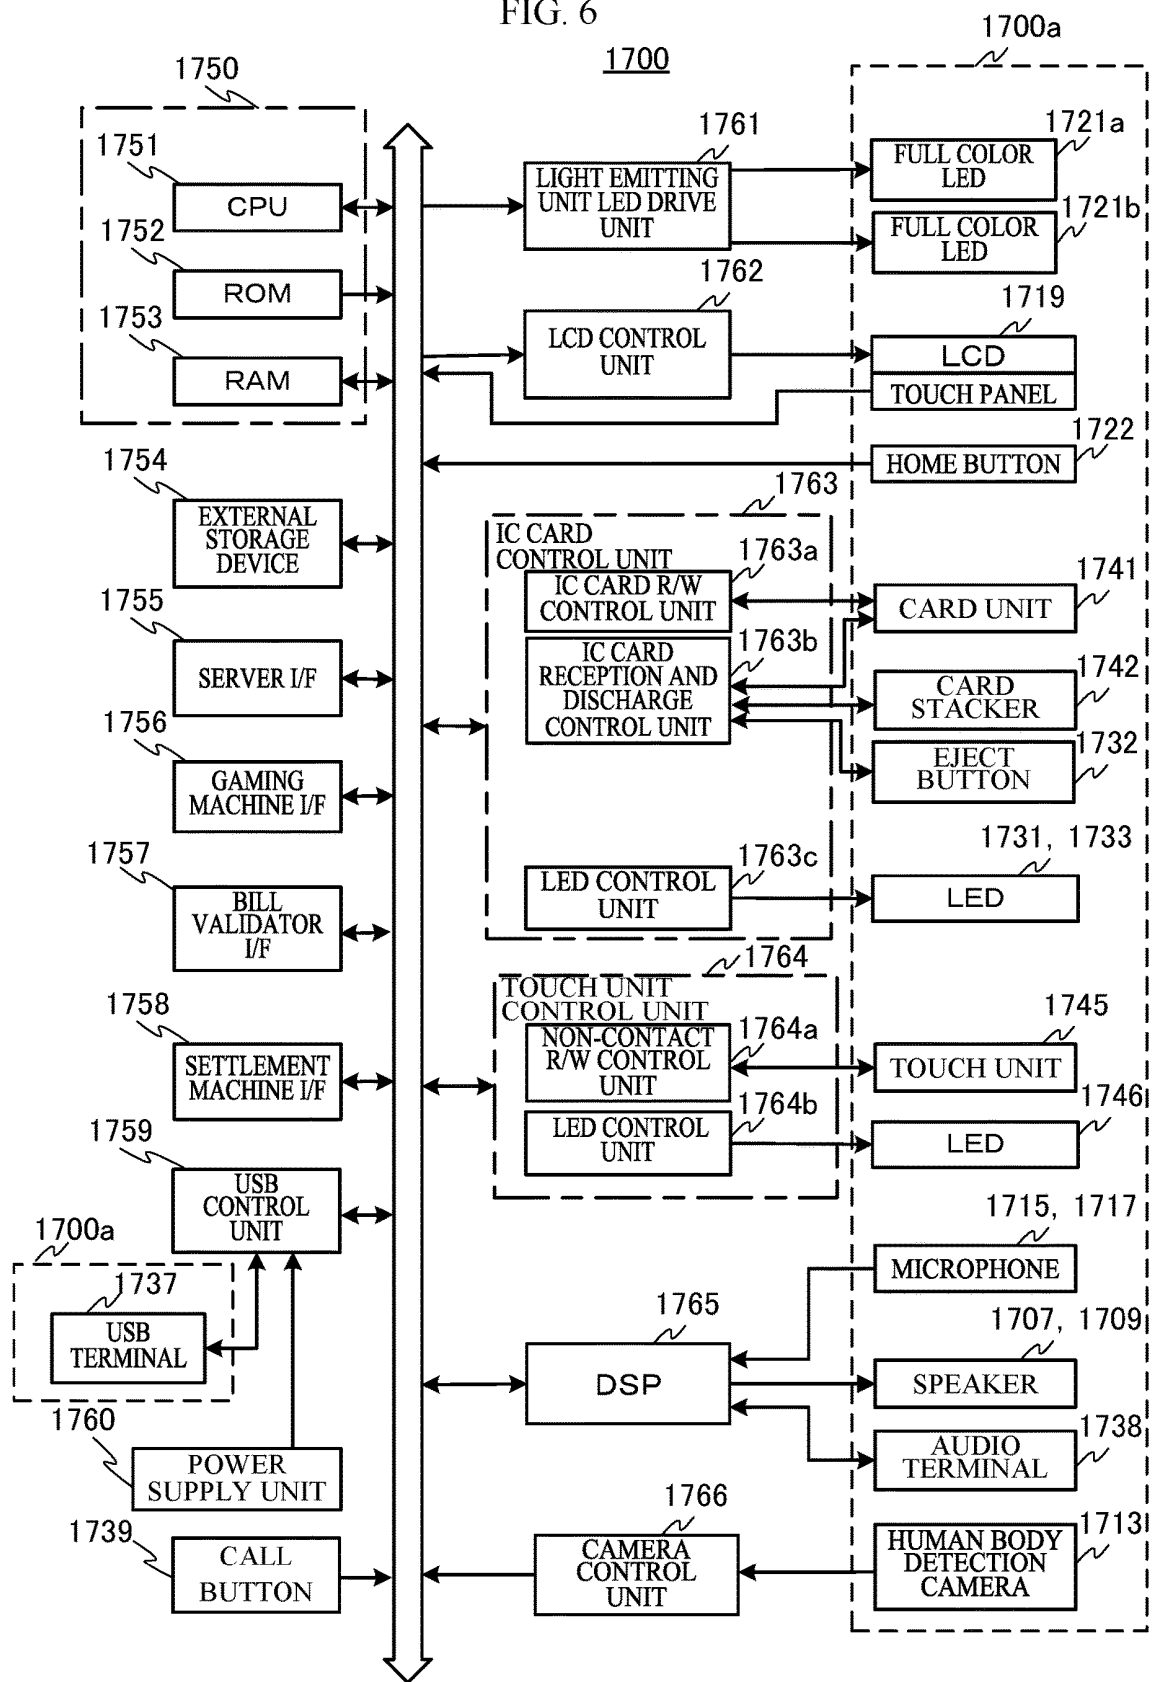 FIG. 6
1700
1700a
1750
1751
CPU
1752
ROM
1753
RAM
1754
EXTERNAL
STORAGE
DEVICE
1755
SERVER I/F
1756
GAMING
MACHINE I/F
1757
BILL
VALIDATOR
I/F
1758
SETTLEMENT
MACHINE I/F
1759
USB
CONTROL
UNIT
1700a
1737
USB
TERMINAL
1760
POWER
SUPPLY UNIT
1739
CALL
BUTTON
1761
LIGHT EMITTING
UNIT LED DRIVE
UNIT
1762
LCD CONTROL
UNIT
1763
IC CARD
CONTROL UNIT
1763a
IC CARD R/W
CONTROL UNIT
1763b
IC CARD
RECEPTION AND
DISCHARGE
CONTROL UNIT
1763c
LED CONTROL
UNIT
1764
TOUCH UNIT
CONTROL UNIT
1764a
NON-CONTACT
R/W CONTROL
UNIT
1764b
LED CONTROL
UNIT
1765
DSP
1766
CAMERA
CONTROL
UNIT
1721a
FULL COLOR
LED
1721b
FULL COLOR
LED
1719
LCD
TOUCH PANEL
1722
HOME BUTTON
1741
CARD UNIT
1742
CARD
STACKER
1732
EJECT
BUTTON
1731, 1733
LED
1745
TOUCH UNIT
1746
LED
1715, 1717
MICROPHONE
1707, 1709
SPEAKER
1738
AUDIO
TERMINAL
1713
HUMAN BODY
DETECTION
CAMERA